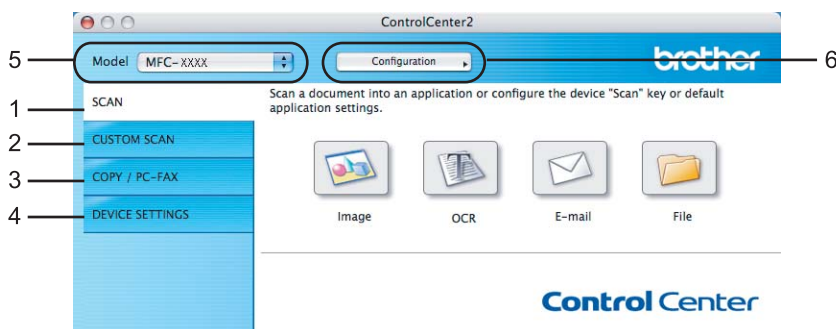 ControlCenter2
5
Model MFC-XXXX
Configuration
brother
6
1
SCAN
Scan a document into an application or configure the device "Scan" key or default
application settings.
2
CUSTOM SCAN
3
COPY / PC-FAX
4
DEVICE SETTINGS
Image
OCR
E-mail
File
Control Center